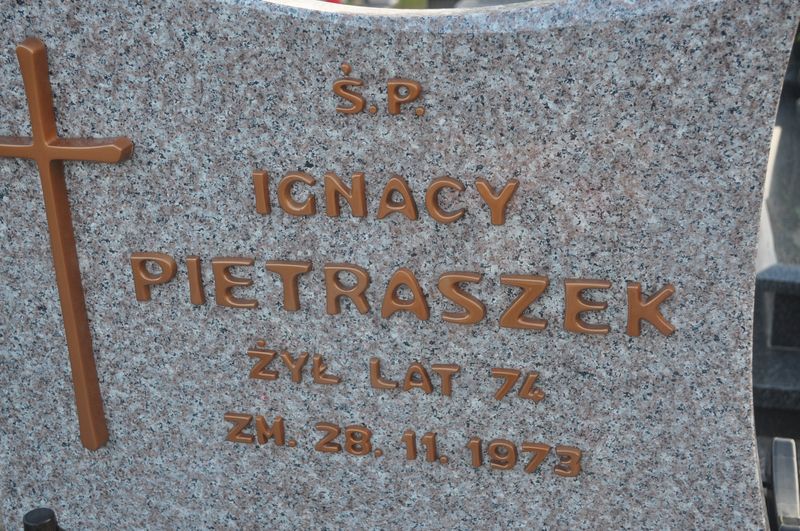 Ś.P.
IGNACY
PIETRASZEK
ŻYŁ LAT 74
ZM. 28. 11. 1973